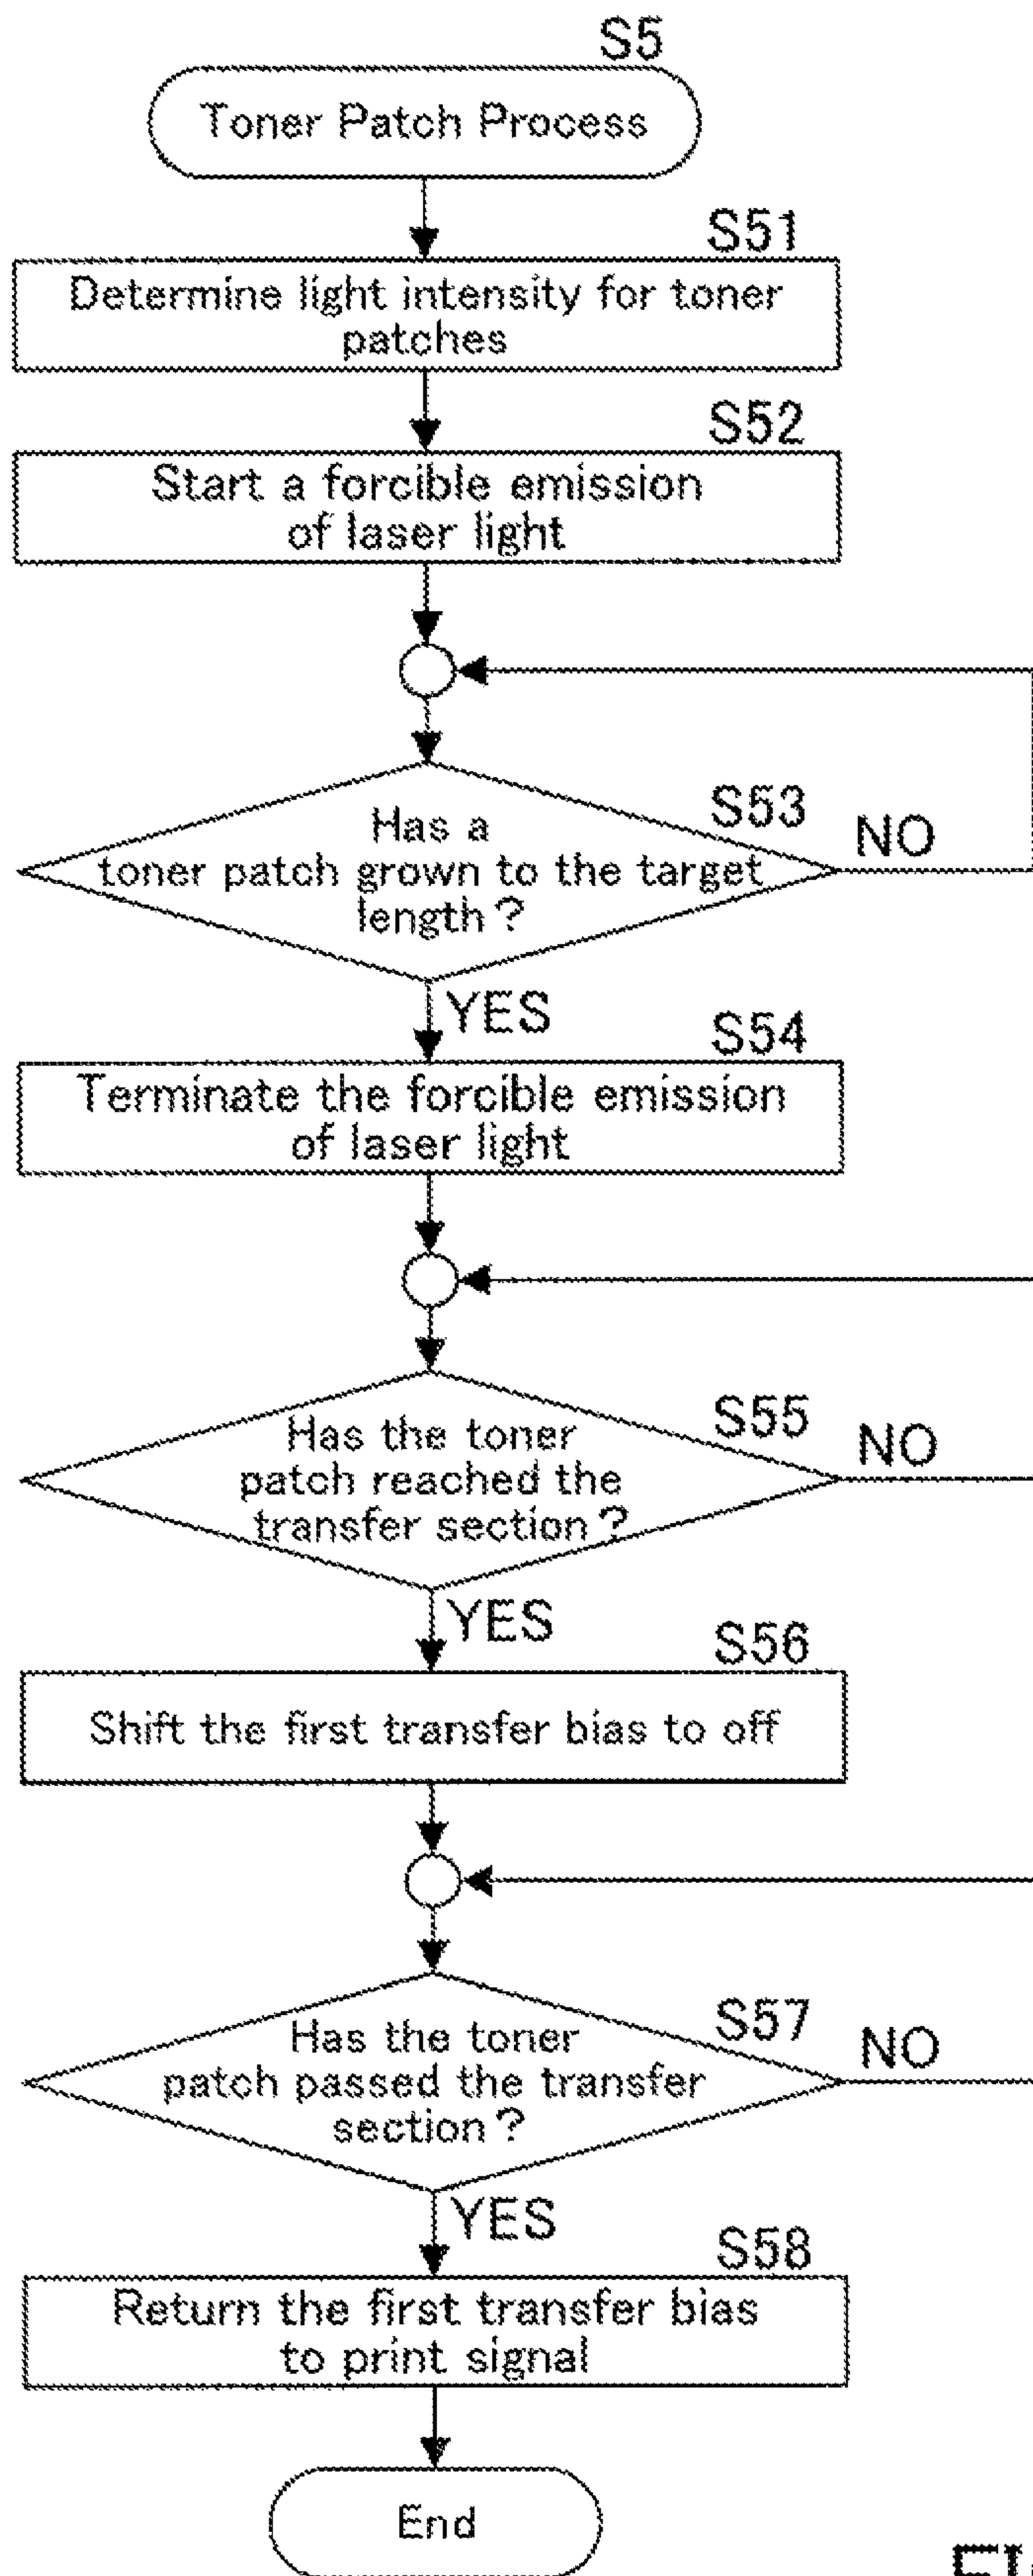 S5
Toner Patch Process
S51
Determine light intensity for toner
patches
S52
Start a forcible emission
of laser light
S53
Has a
toner patch grown to the target
length?
NO
YES
S54
Terminate the forcible emission
of laser light
S55
Has the toner
patch reached the
transfer section?
NO
YES
S56
Shift the first transfer bias to off
S57
Has the toner
patch passed the transfer
section?
NO
YES
S58
Return the first transfer bias
to print signal
End